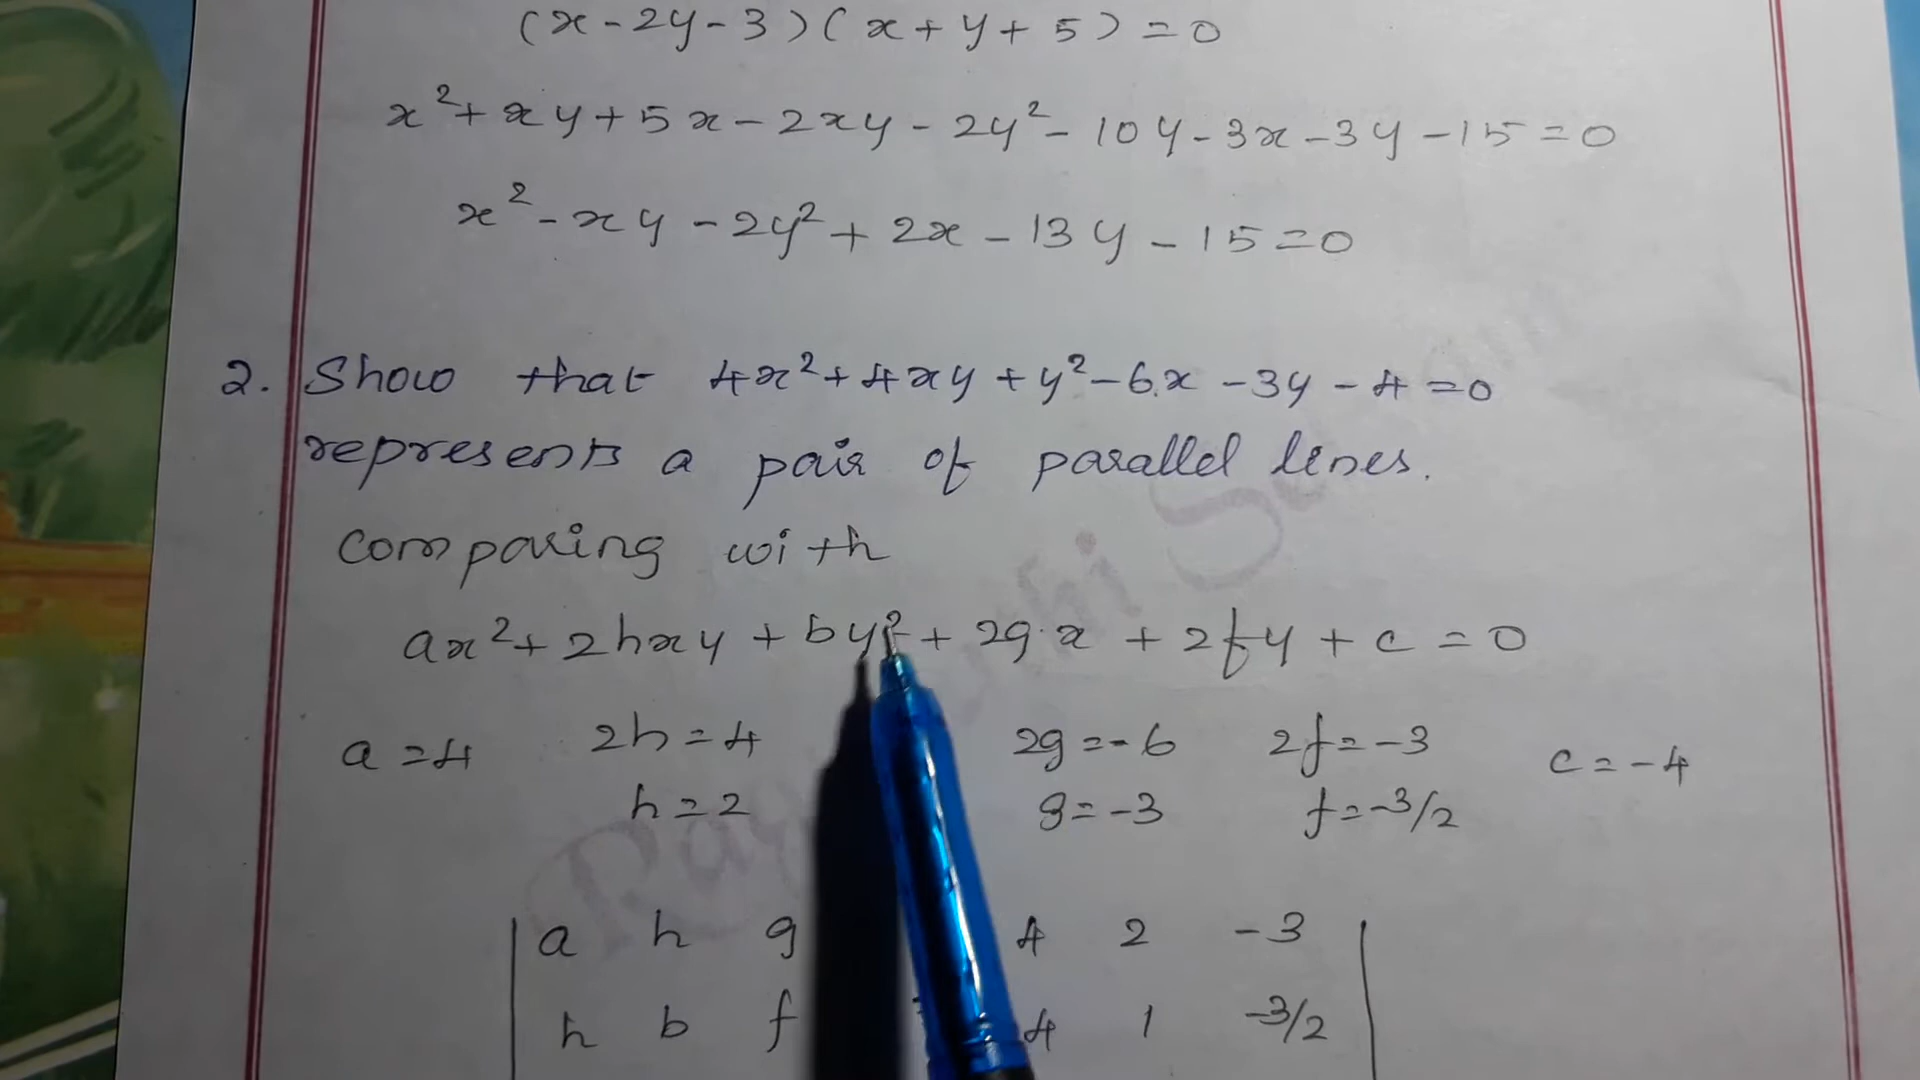 (x-2y-3)(x+y+5)=0
x²+xy+5x-2xy-2y²-10y-3x-3y-15=0
x²-xy-2y²+2x-13y-15=0
2. Show that 4x²+4xy+y²-6x-3y-4=0
represents a pair of parallel lines.
comparing with
ax²+2hxy+by²+2gx+2fy+c=0
a=4 2h=4 2g=-6 2f=-3 c=-4
h=2 g=-3 f=-3/2
a h g 4 2 -3
h b f 4 1 -3/2